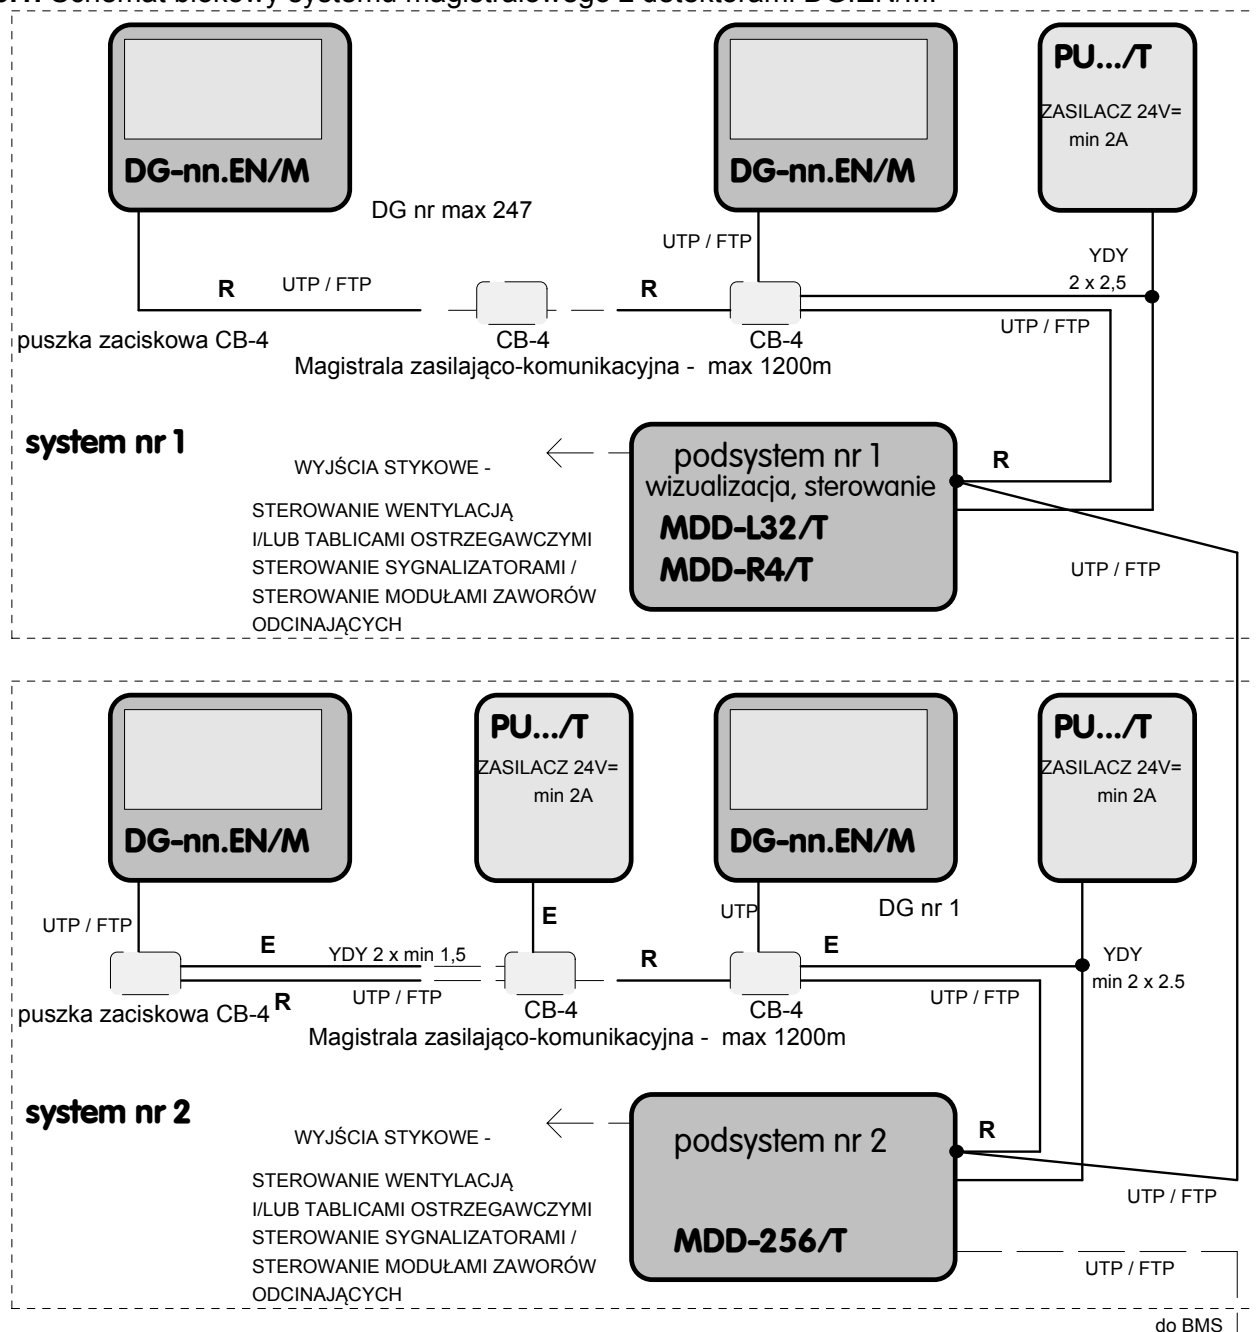 Schemat blokowy systemu magistralowego z detektorami DG.EN/M.
DG-nn.EN/M
DG-nn.EN/M
PU.../T
ZASILACZ 24V=
min 2A
DG nr max 247
UTP / FTP
YDY
2 x 2,5
R
UTP / FTP
R
UTP / FTP
puszka zaciskowa CB-4
CB-4
CB-4
Magistrala zasilająco-komunikacyjna - max 1200m
system nr 1
WYJŚCIA STYKOWE -
STEROWANIE WENTYLACJĄ
I/LUB TABLICAMI OSTRZEGAWCZYMI
STEROWANIE SYGNALIZATORAMI /
STEROWANIE MODUŁAMI ZAWORÓW
ODCINAJĄCYCH
podsystem nr 1
wizualizacja, sterowanie
MDD-L32/T
MDD-R4/T
R
UTP / FTP
DG-nn.EN/M
PU.../T
ZASILACZ 24V=
min 2A
DG-nn.EN/M
PU.../T
ZASILACZ 24V=
min 2A
UTP / FTP
E
UTP
DG nr 1
E
YDY 2 x min 1,5
R
E
YDY
min 2 x 2.5
R
UTP / FTP
UTP / FTP
puszka zaciskowa CB-4
CB-4
CB-4
Magistrala zasilająco-komunikacyjna - max 1200m
system nr 2
WYJŚCIA STYKOWE -
STEROWANIE WENTYLACJĄ
I/LUB TABLICAMI OSTRZEGAWCZYMI
STEROWANIE SYGNALIZATORAMI /
STEROWANIE MODUŁAMI ZAWORÓW
ODCINAJĄCYCH
podsystem nr 2
MDD-256/T
R
UTP / FTP
UTP / FTP
do BMS